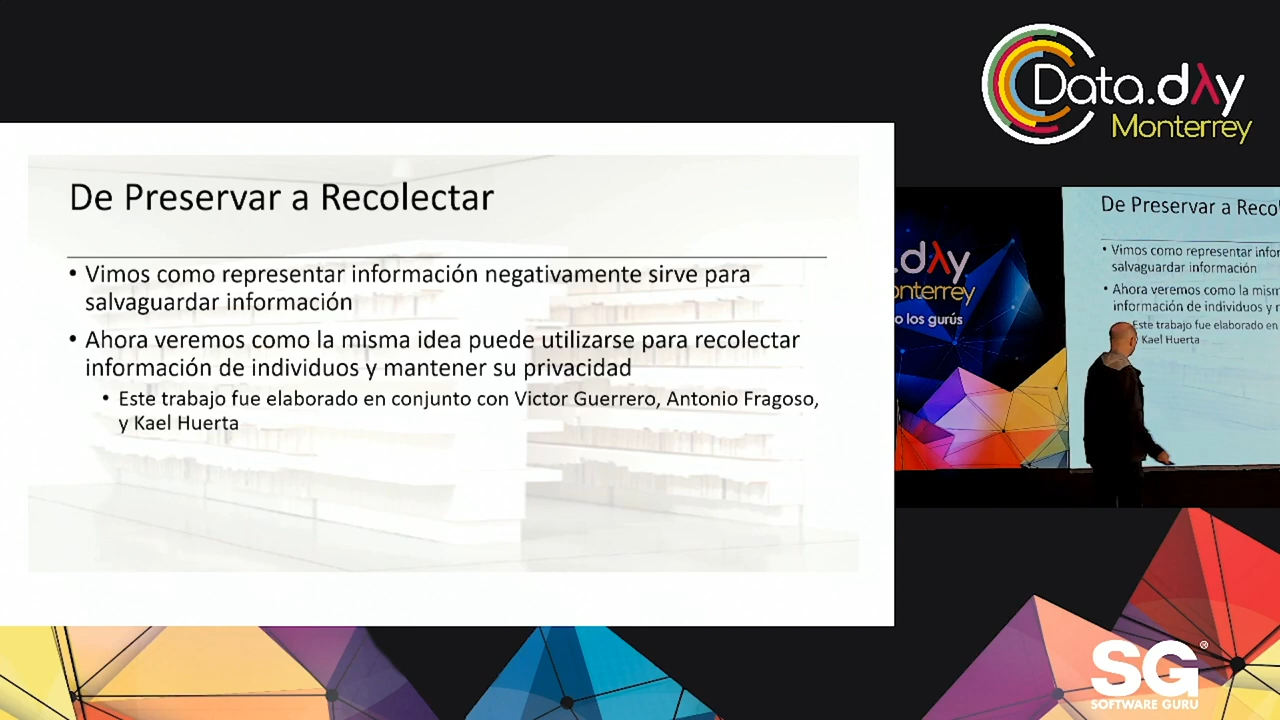 Data.dλy
Monterrey
De Preservar a Recolectar
• Vimos como representar información negativamente sirve para
salvaguardar información
• Ahora veremos como la misma idea puede utilizarse para recolectar
información de individuos y mantener su privacidad
• Este trabajo fue elaborado en conjunto con Victor Guerrero, Antonio Fragoso,
y Kael Huerta
.dλy
onterrey
o los gurús
De Preservar a Recol
• Vimos como representar infor
salvaguardar información
• Ahora veremos como la mism
información de individuos y m
Este trabajo fue elaborado en
Kael Huerta
SG®
SOFTWARE GURU